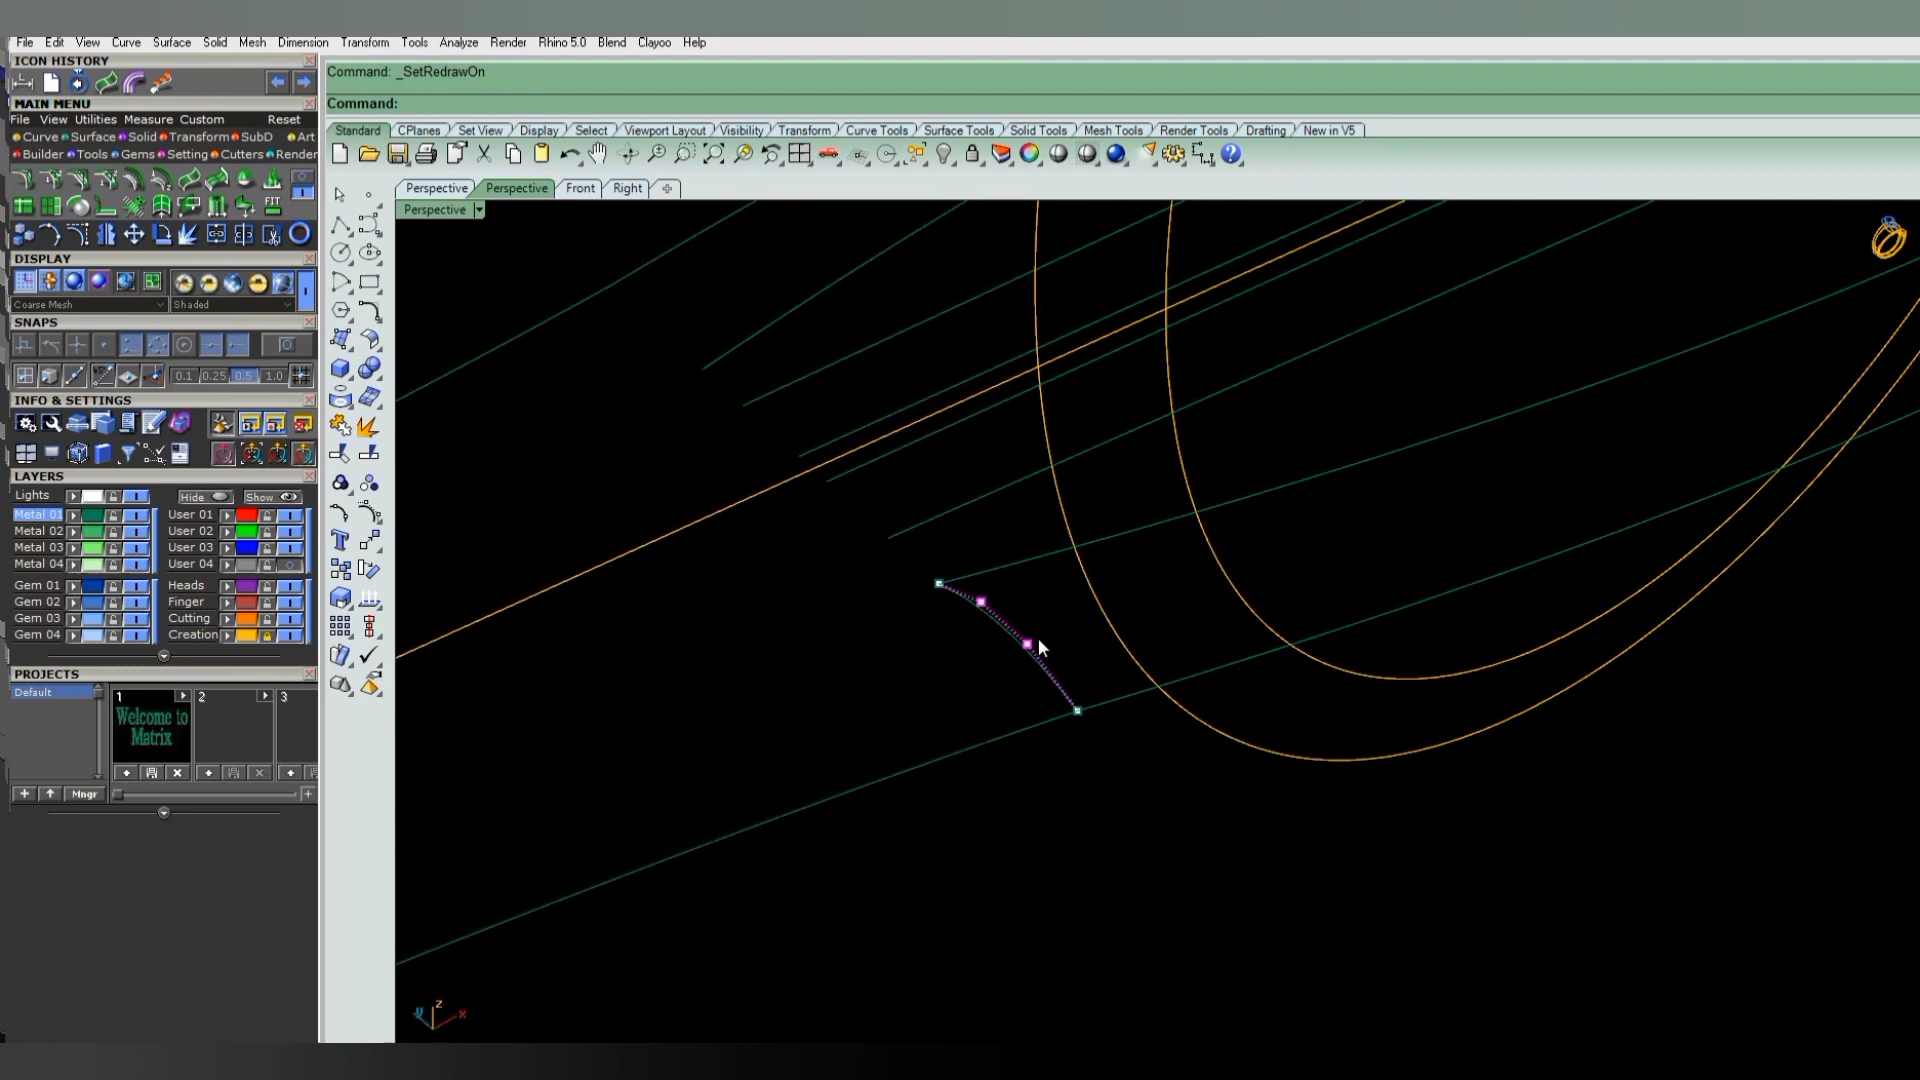 File Edit View Curve Surface Solid Mesh Dimension Transform Tools Analyze Render Rhino 5.0 Blend Clayoo Help
ICON HISTORY
Command: _SetRedrawOn
MAIN MENU
Command:
File View Utilities Measure Custom Reset
Standard CPlanes Set View Display Select Viewport Layout Visibility Transform Curve Tools Surface Tools Solid Tools Mesh Tools Render Tools Drafting New in V5
Curve Surface Solid Transform SubD Art
Builder Tools Gems Setting Cutters Render
Perspective Perspective Front Right
FIT
Perspective
DISPLAY
Coarse Mesh Shaded
SNAPS
0.1 0.25 0.5 1.0
INFO & SETTINGS
LAYERS
Lights Hide Show
Metal 01 User 01
Metal 02 User 02
Metal 03 User 03
Metal 04 User 04
Gem 01 Heads
Gem 02 Finger
Gem 03 Cutting
Gem 04 Creation
PROJECTS
Default 1 2 3
Welcome to
Matrix
Mngr
z
y x